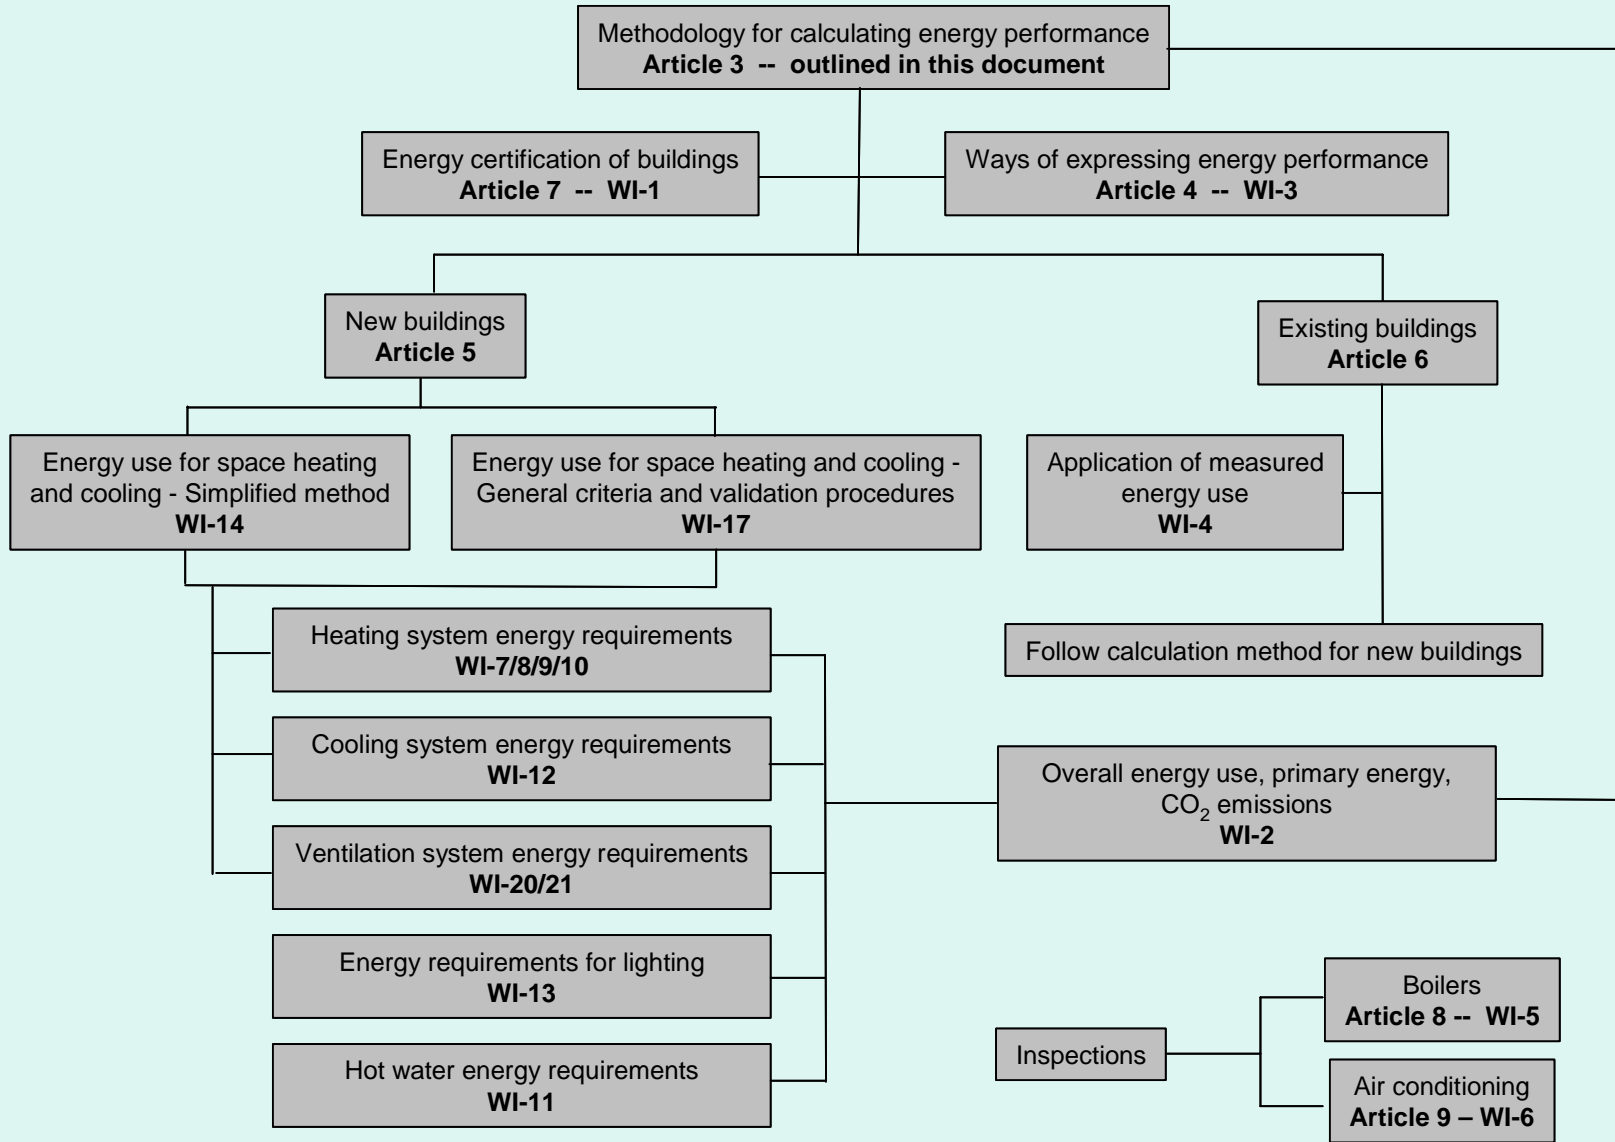 Methodology for calculating energy performance
Article 3 -- outlined in this document
Energy certification of buildings
Article 7 -- WI-1
Ways of expressing energy performance
Article 4 -- WI-3
New buildings
Article 5
Existing buildings
Article 6
Energy use for space heating
and cooling - Simplified method
WI-14
Energy use for space heating and cooling -
General criteria and validation procedures
WI-17
Application of measured
energy use
WI-4
Heating system energy requirements
WI-7/8/9/10
Follow calculation method for new buildings
Cooling system energy requirements
WI-12
Overall energy use, primary energy,
CO2 emissions
WI-2
Ventilation system energy requirements
WI-20/21
Energy requirements for lighting
WI-13
Hot water energy requirements
WI-11
Inspections
Boilers
Article 8 -- WI-5
Air conditioning
Article 9 – WI-6